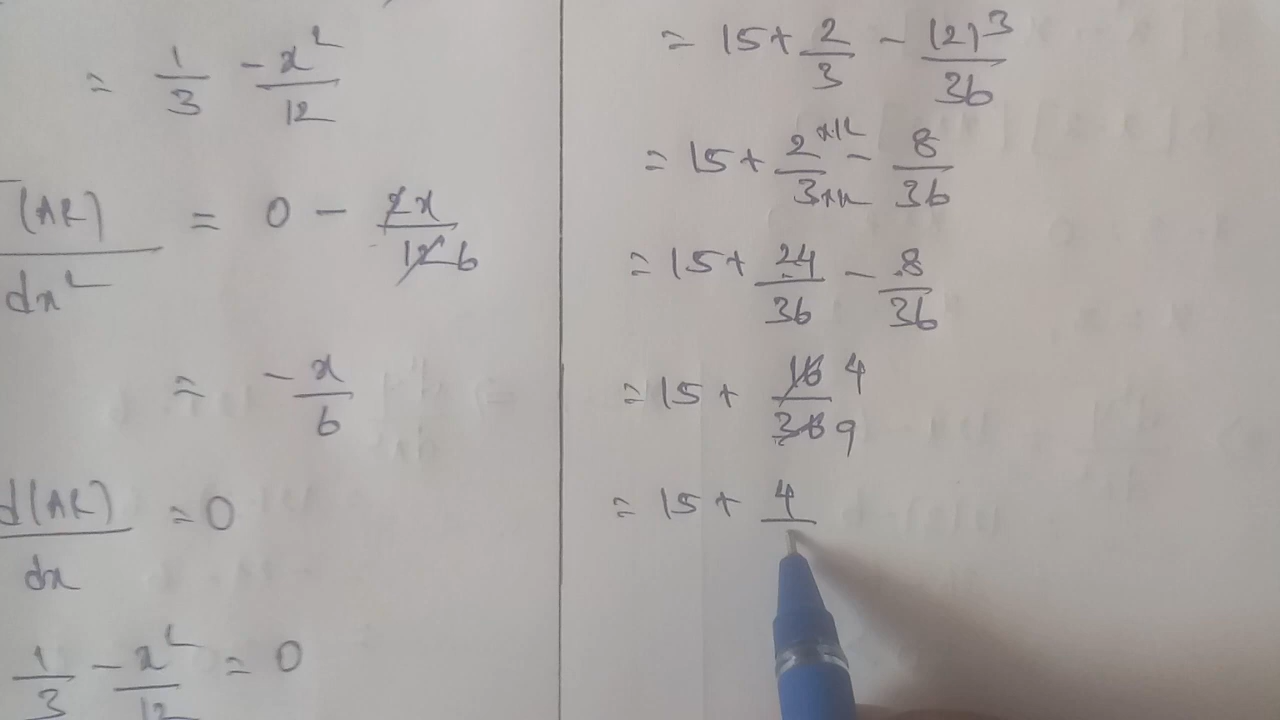 = 1/3 - x²/12
(AR)/dx² = 0 - 2x/12 6
= -x/6
d(AR)/dx = 0
1/3 - x²/12 = 0
= 15 + 2/3 - (2)³/36
= 15 + 2×12/3×12 - 8/36
= 15 + 24/36 - 8/36
= 15 + 16/36 4/9
= 15 + 4/